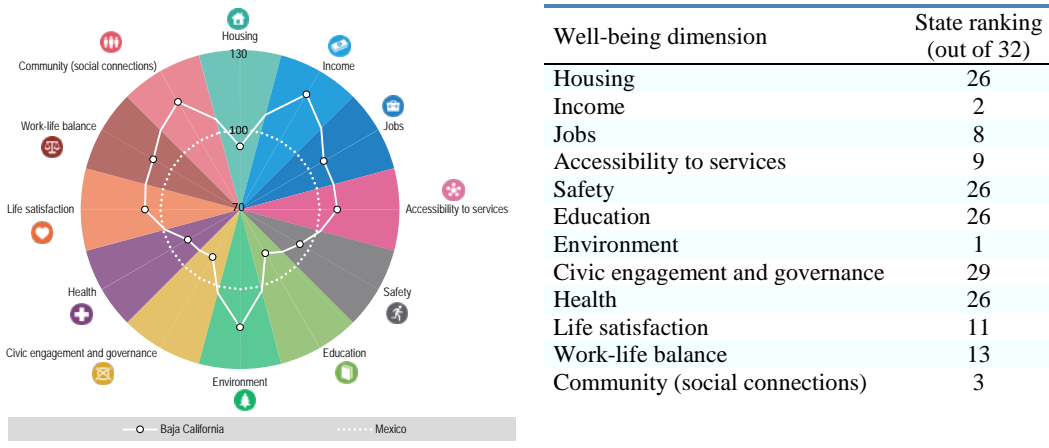 Housing
130
Community (social connections)
Income
Work-life balance
100
Jobs
Life satisfaction
70
Accessibility to services
Health
Safety
Civic engagement and governance
Education
Environment
Baja California
Mexico
Well-being dimension State ranking
(out of 32)
Housing 26
Income 2
Jobs 8
Accessibility to services 9
Safety 26
Education 26
Environment 1
Civic engagement and governance 29
Health 26
Life satisfaction 11
Work-life balance 13
Community (social connections) 3